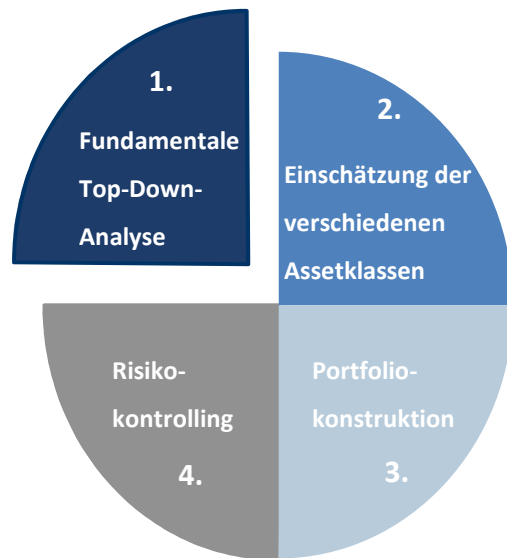 1.
Fundamentale
Top-Down-
Analyse
2.
Einschätzung der
verschiedenen
Assetklassen
Portfolio-
konstruktion
3.
Risiko-
kontrolling
4.